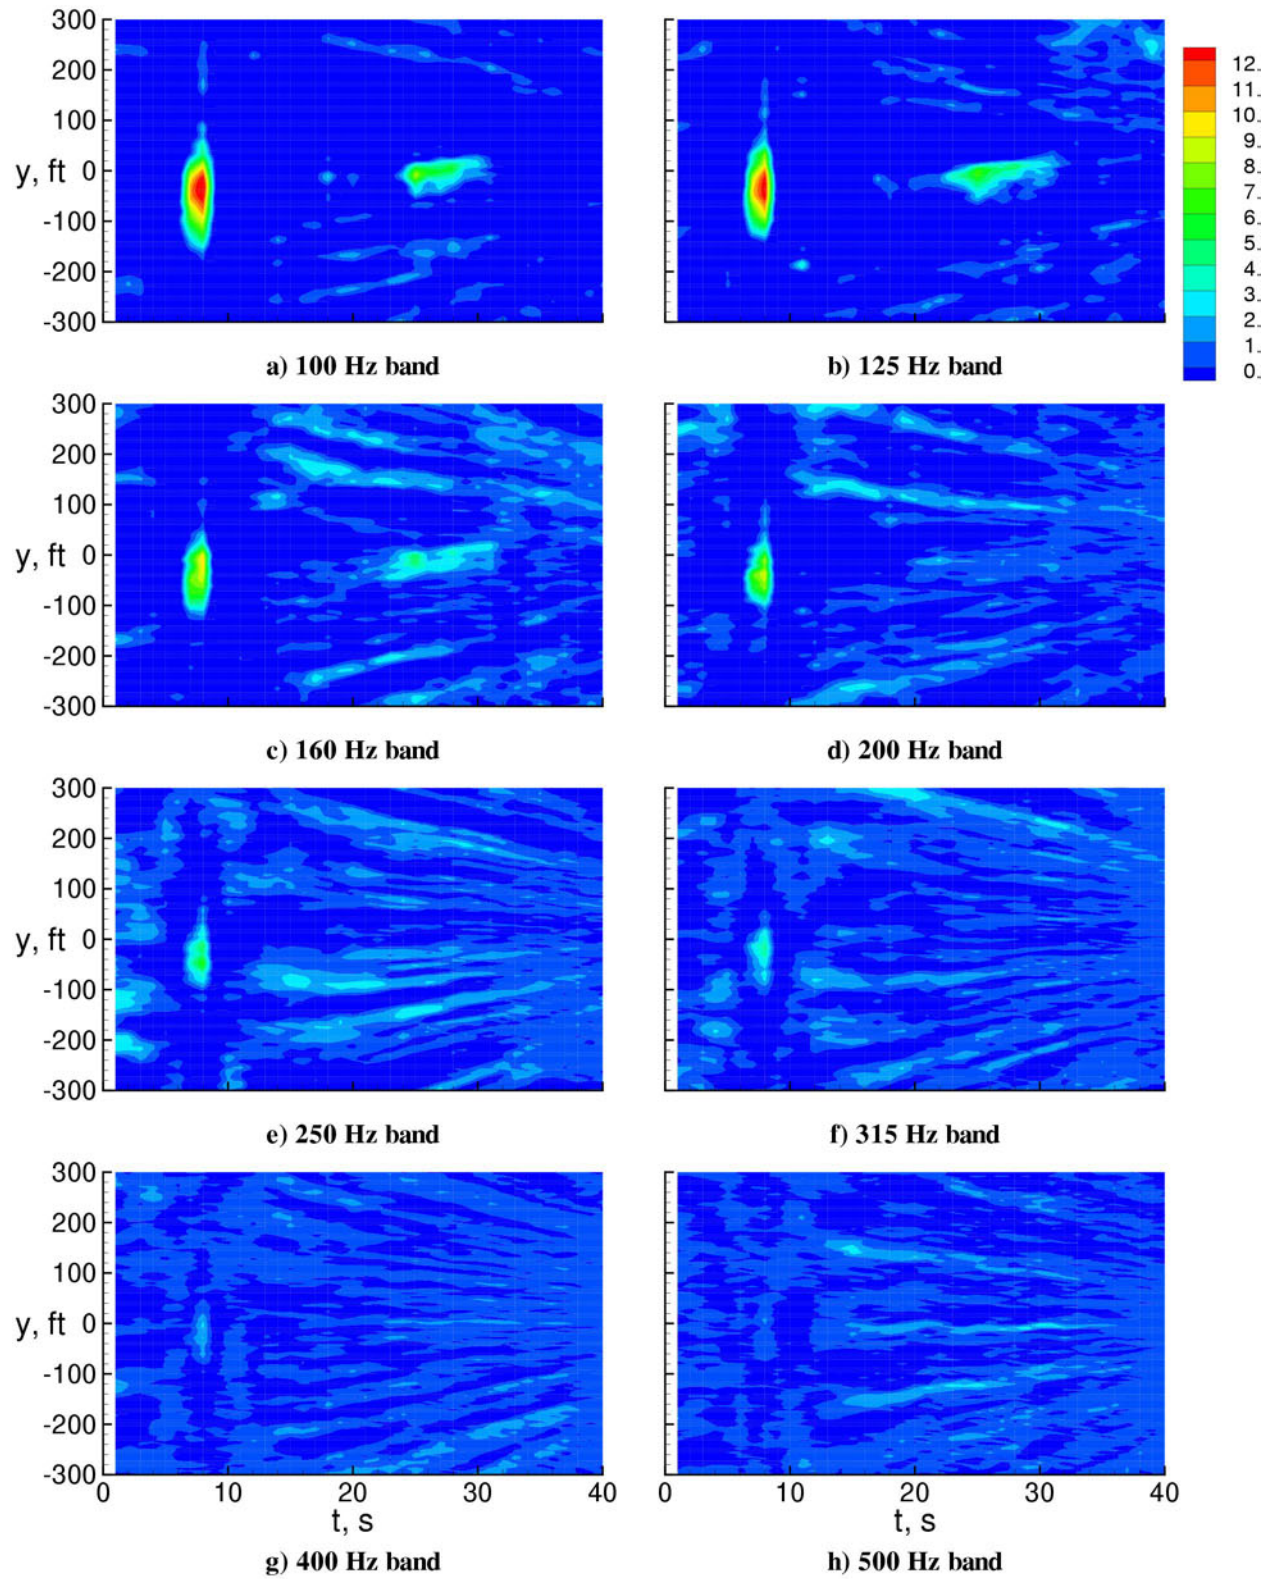 300
200
100
y, ft 0
-100
-200
-300
12.
11.
10.
9.
8.
7.
6.
5.
4.
3.
2.
1.
0.
a) 100 Hz band
b) 125 Hz band
300
200
100
y, ft 0
-100
-200
-300
c) 160 Hz band
d) 200 Hz band
300
200
100
y, ft 0
-100
-200
-300
e) 250 Hz band
f) 315 Hz band
300
200
100
y, ft 0
-100
-200
-300
0 10 20 30 40
0 10 20 30 40
t, s
t, s
g) 400 Hz band
h) 500 Hz band